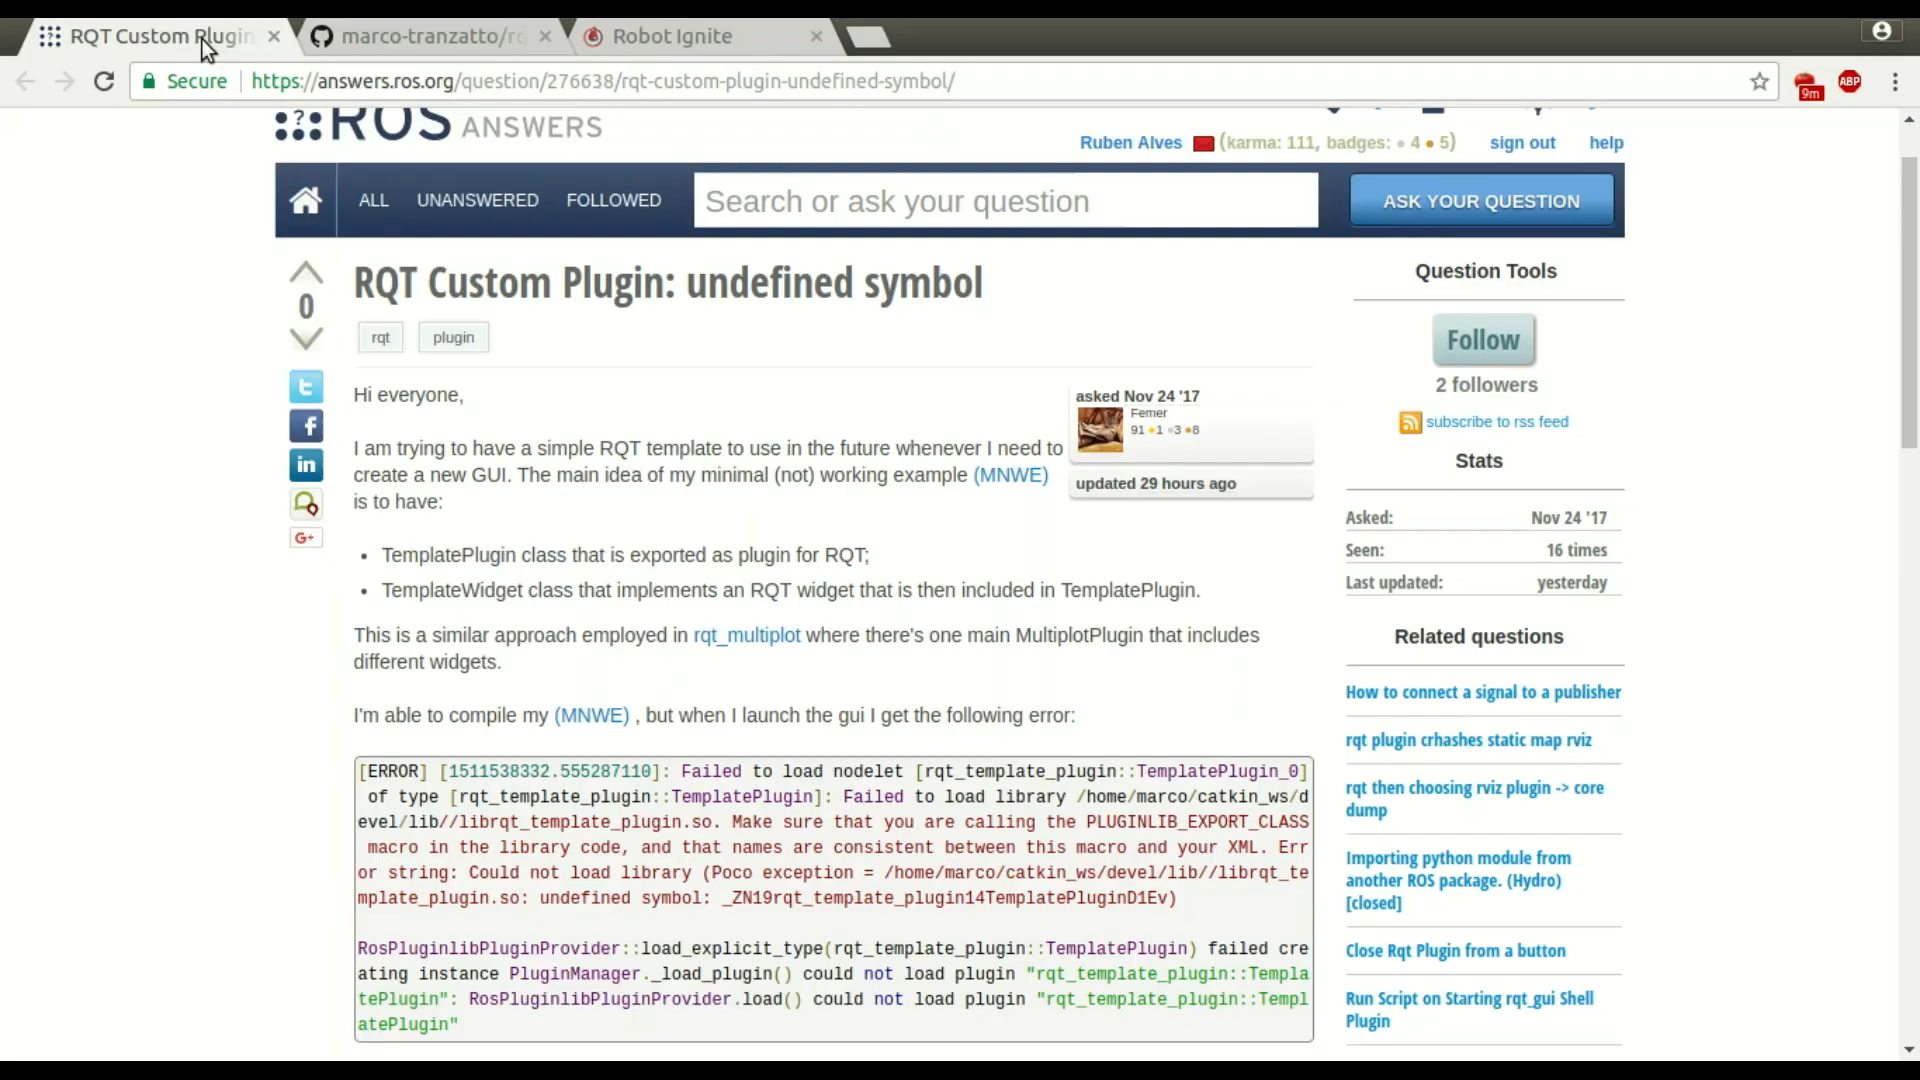 RQT Custom Plugin
marco-tranzatto/rq
Robot Ignite
Secure
https://answers.ros.org/question/276638/rqt-custom-plugin-undefined-symbol/
9m
ABP
ROS ANSWERS
Ruben Alves (karma: 111, badges: ● 4 ● 5) sign out help
ALL UNANSWERED FOLLOWED Search or ask your question ASK YOUR QUESTION
0
RQT Custom Plugin: undefined symbol
rqt plugin
Hi everyone,
I am trying to have a simple RQT template to use in the future whenever I need to
create a new GUI. The main idea of my minimal (not) working example (MNWE)
is to have:
asked Nov 24 '17
Femer
91 ●1 ●3 ●8
updated 29 hours ago
• TemplatePlugin class that is exported as plugin for RQT;
• TemplateWidget class that implements an RQT widget that is then included in TemplatePlugin.
This is a similar approach employed in rqt_multiplot where there's one main MultiplotPlugin that includes
different widgets.
I'm able to compile my (MNWE) , but when I launch the gui I get the following error:
[ERROR] [1511538332.555287110]: Failed to load nodelet [rqt_template_plugin::TemplatePlugin_0]
of type [rqt_template_plugin::TemplatePlugin]: Failed to load library /home/marco/catkin_ws/d
evel/lib//librqt_template_plugin.so. Make sure that you are calling the PLUGINLIB_EXPORT_CLASS
macro in the library code, and that names are consistent between this macro and your XML. Err
or string: Could not load library (Poco exception = /home/marco/catkin_ws/devel/lib//librqt_te
mplate_plugin.so: undefined symbol: _ZN19rqt_template_plugin14TemplatePluginD1Ev)
RosPluginlibPluginProvider::load_explicit_type(rqt_template_plugin::TemplatePlugin) failed cre
ating instance PluginManager._load_plugin() could not load plugin "rqt_template_plugin::Templa
tePlugin": RosPluginlibPluginProvider.load() could not load plugin "rqt_template_plugin::Templ
atePlugin"
Question Tools
Follow
2 followers
subscribe to rss feed
Stats
Asked: Nov 24 '17
Seen: 16 times
Last updated: yesterday
Related questions
How to connect a signal to a publisher
rqt plugin crhashes static map rviz
rqt then choosing rviz plugin -> core
dump
Importing python module from
another ROS package. (Hydro)
[closed]
Close Rqt Plugin from a button
Run Script on Starting rqt_gui Shell
Plugin
t
f
in
G+